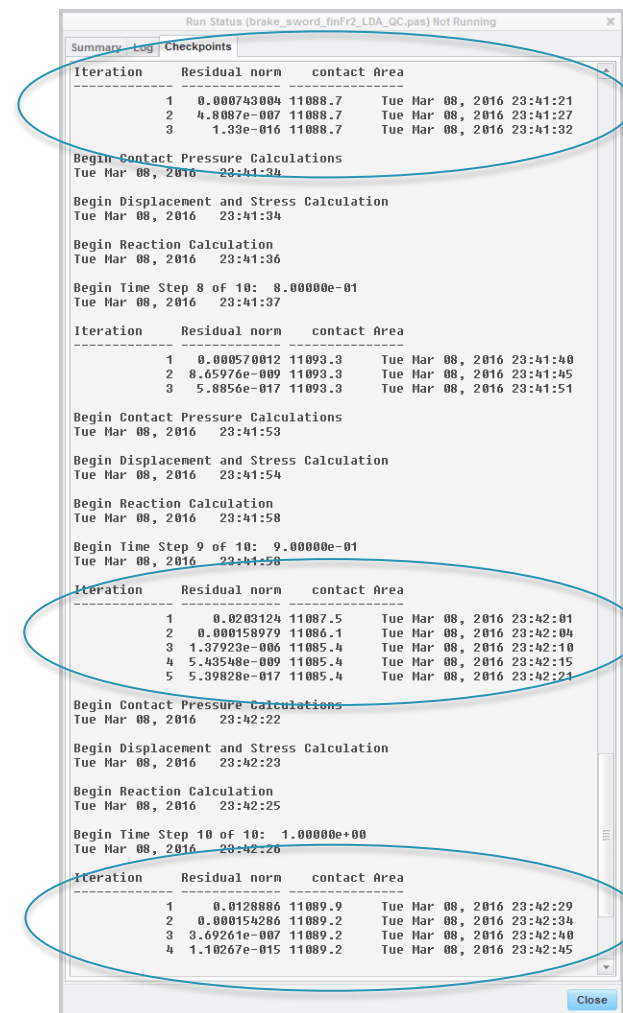 Run Status (brake_sword_finFr2_LDA_QC.pas) Not Running x
Summary Log Checkpoints
Iteration Residual norm contact Area
------------- ------------- -------------
1 0.000743004 11088.7 Tue Mar 08, 2016 23:41:21
2 4.8087e-007 11088.7 Tue Mar 08, 2016 23:41:27
3 1.33e-016 11088.7 Tue Mar 08, 2016 23:41:32
Begin Contact Pressure Calculations
Tue Mar 08, 2016 23:41:34
Begin Displacement and Stress Calculation
Tue Mar 08, 2016 23:41:34
Begin Reaction Calculation
Tue Mar 08, 2016 23:41:36
Begin Time Step 8 of 10: 8.00000e-01
Tue Mar 08, 2016 23:41:37
Iteration Residual norm contact Area
------------- ------------- -------------
1 0.000570012 11093.3 Tue Mar 08, 2016 23:41:40
2 8.65976e-009 11093.3 Tue Mar 08, 2016 23:41:45
3 5.8856e-017 11093.3 Tue Mar 08, 2016 23:41:51
Begin Contact Pressure Calculations
Tue Mar 08, 2016 23:41:53
Begin Displacement and Stress Calculation
Tue Mar 08, 2016 23:41:54
Begin Reaction Calculation
Tue Mar 08, 2016 23:41:58
Begin Time Step 9 of 10: 9.00000e-01
Tue Mar 08, 2016 23:41:58
Iteration Residual norm contact Area
------------- ------------- -------------
1 0.0203124 11087.5 Tue Mar 08, 2016 23:42:01
2 0.000158979 11086.1 Tue Mar 08, 2016 23:42:04
3 1.37923e-006 11085.4 Tue Mar 08, 2016 23:42:10
4 5.43548e-009 11085.4 Tue Mar 08, 2016 23:42:15
5 5.39828e-017 11085.4 Tue Mar 08, 2016 23:42:21
Begin Contact Pressure Calculations
Tue Mar 08, 2016 23:42:22
Begin Displacement and Stress Calculation
Tue Mar 08, 2016 23:42:23
Begin Reaction Calculation
Tue Mar 08, 2016 23:42:25
Begin Time Step 10 of 10: 1.00000e+00
Tue Mar 08, 2016 23:42:26
Iteration Residual norm contact Area
------------- ------------- -------------
1 0.0128886 11089.9 Tue Mar 08, 2016 23:42:29
2 0.000154286 11089.2 Tue Mar 08, 2016 23:42:34
3 3.69261e-007 11089.2 Tue Mar 08, 2016 23:42:40
4 1.10267e-015 11089.2 Tue Mar 08, 2016 23:42:45
Close